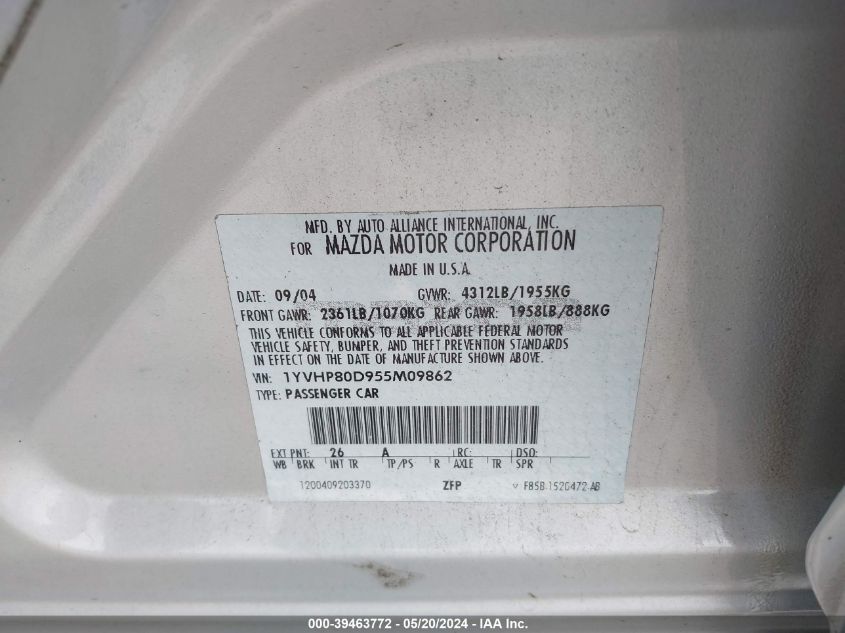 MFD. BY AUTO ALLIANCE INTERNATIONAL, INC.
FOR MAZDA MOTOR CORPORATION
MADE IN U.S.A.
DATE: 09/04 GVWR: 4312LB/1955KG
FRONT GAWR: 2361LB/1070KG REAR GAWR: 1958LB/888KG
THIS VEHICLE CONFORMS TO ALL APPLICABLE FEDERAL MOTOR
VEHICLE SAFETY, BUMPER, AND THEFT PREVENTION STANDARDS
IN EFFECT ON THE DATE OF MANUFACTURE SHOWN ABOVE.
VIN: 1YVHP80D955M09862
TYPE: PASSENGER CAR
EXT PNT: 26 A RC: DSO:
WB BRK INT TR TP/PS R AXLE TR SPR
1200409203370 ZFP V F85B 1520472 AB
000-39463772 - 05/20/2024 - IAA Inc.